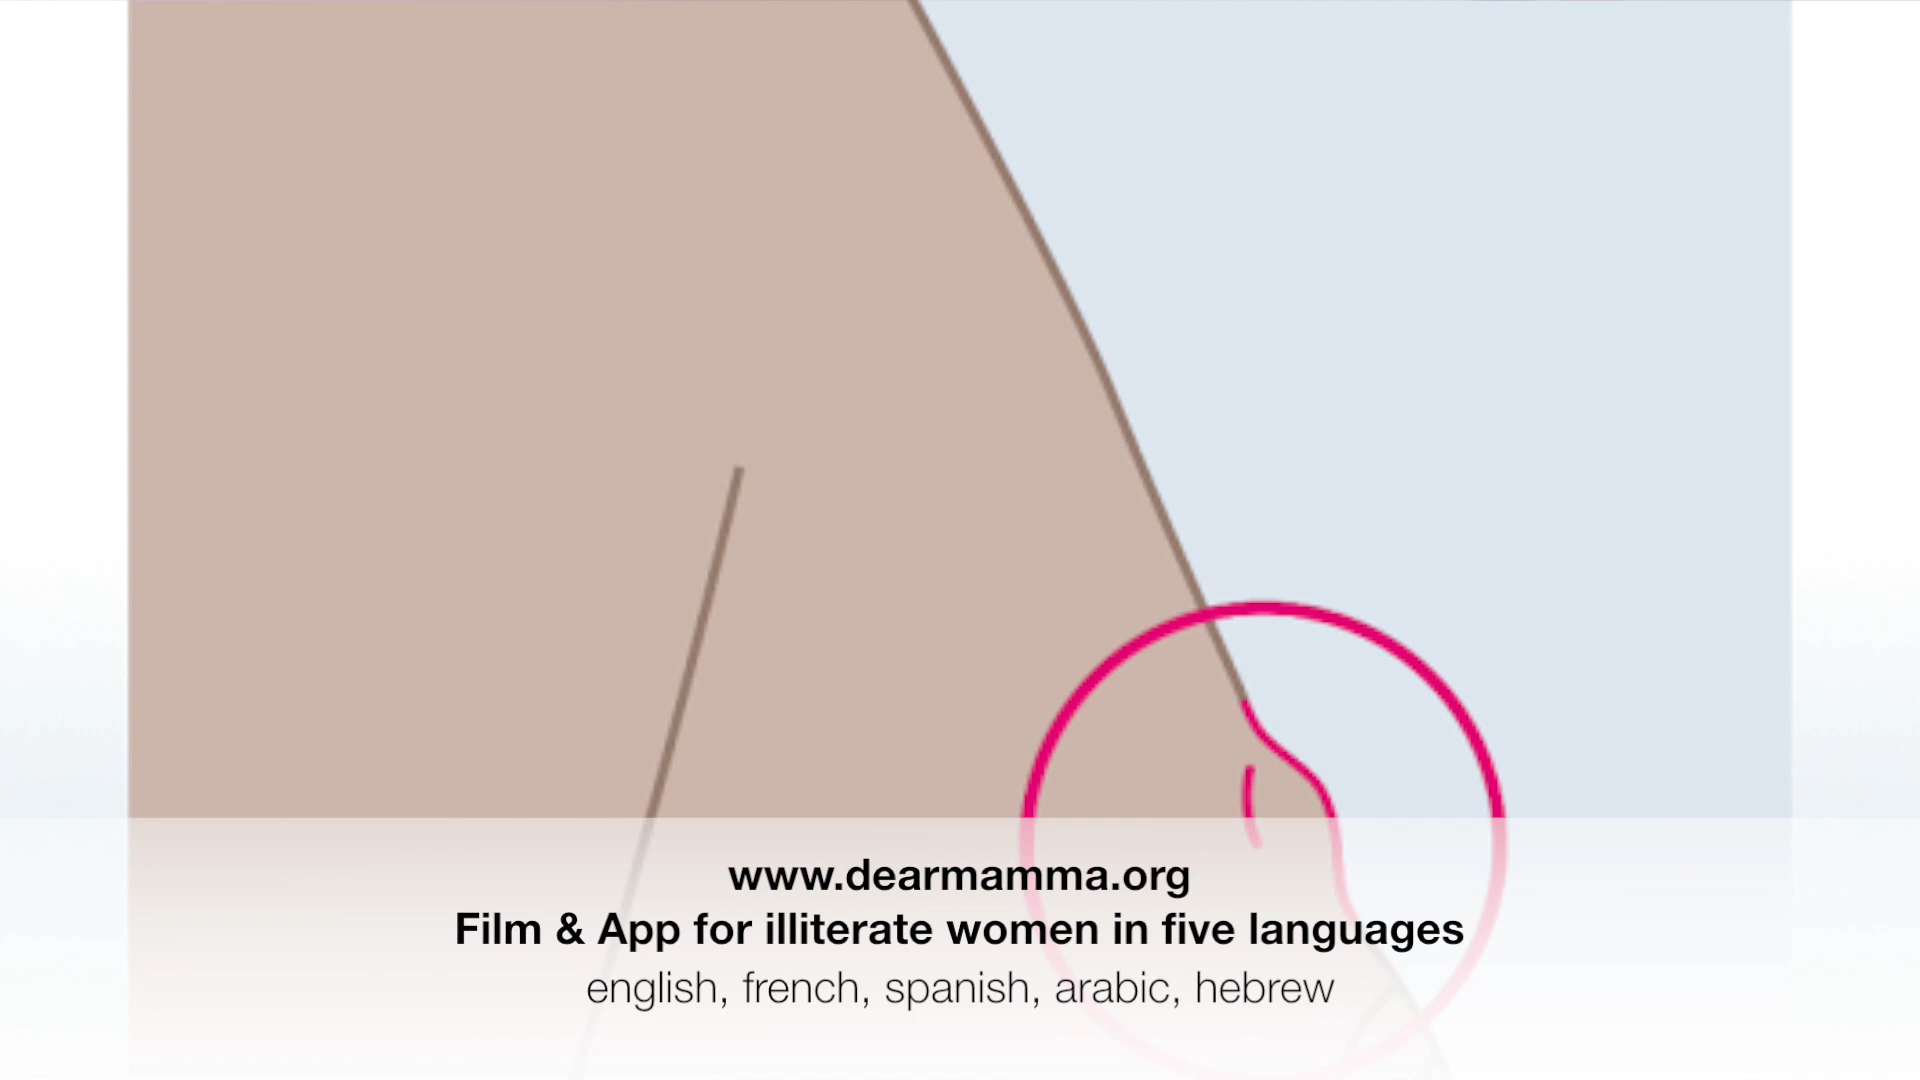 www.dearmamma.org
Film & App for illiterate women in five languages
english, french, spanish, arabic, hebrew